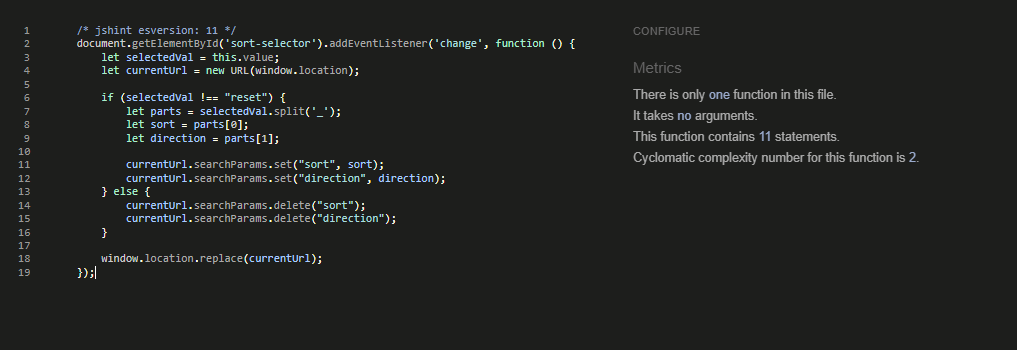 1 /* jshint esversion: 11 */
2 document.getElementById('sort-selector').addEventListener('change', function () {
3 let selectedVal = this.value;
4 let currentUrl = new URL(window.location);
5
6 if (selectedVal !== "reset") {
7 let parts = selectedVal.split('_');
8 let sort = parts[0];
9 let direction = parts[1];
10
11 currentUrl.searchParams.set("sort", sort);
12 currentUrl.searchParams.set("direction", direction);
13 } else {
14 currentUrl.searchParams.delete("sort");
15 currentUrl.searchParams.delete("direction");
16 }
17
18 window.location.replace(currentUrl);
19 });
CONFIGURE
Metrics
There is only one function in this file.
It takes no arguments.
This function contains 11 statements.
Cyclomatic complexity number for this function is 2.